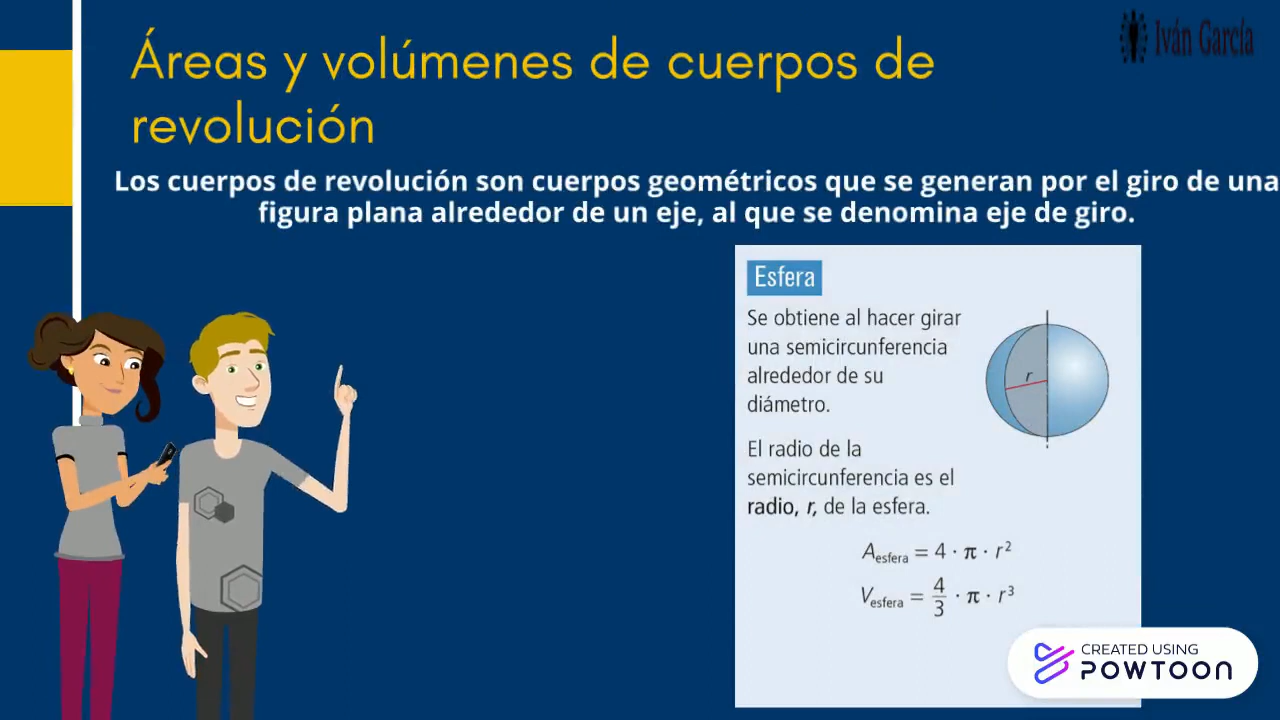 Iván García
Áreas y volúmenes de cuerpos de
revolución
Los cuerpos de revolución son cuerpos geométricos que se generan por el giro de una
figura plana alrededor de un eje, al que se denomina eje de giro.
Esfera
Se obtiene al hacer girar
una semicircunferencia
alrededor de su
diámetro.
r
El radio de la
semicircunferencia es el
radio, r, de la esfera.
A_esfera = 4 · π · r²
V_esfera = 4/3 · π · r³
CREATED USING
POWTOON